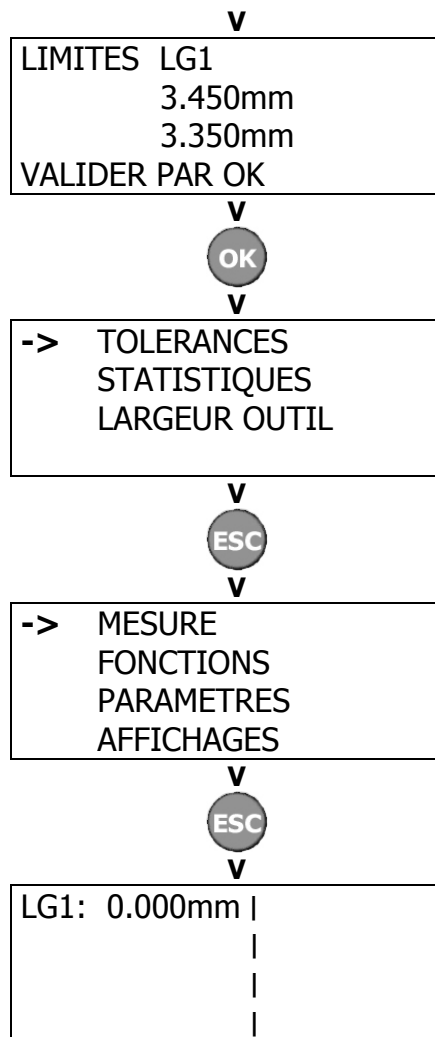 v
LIMITES LG1
3.450mm
3.350mm
VALIDER PAR OK
v
OK
v
-> TOLERANCES
STATISTIQUES
LARGEUR OUTIL
v
ESC
v
-> MESURE
FONCTIONS
PARAMETRES
AFFICHAGES
v
ESC
v
LG1: 0.000mm |
|
|
|